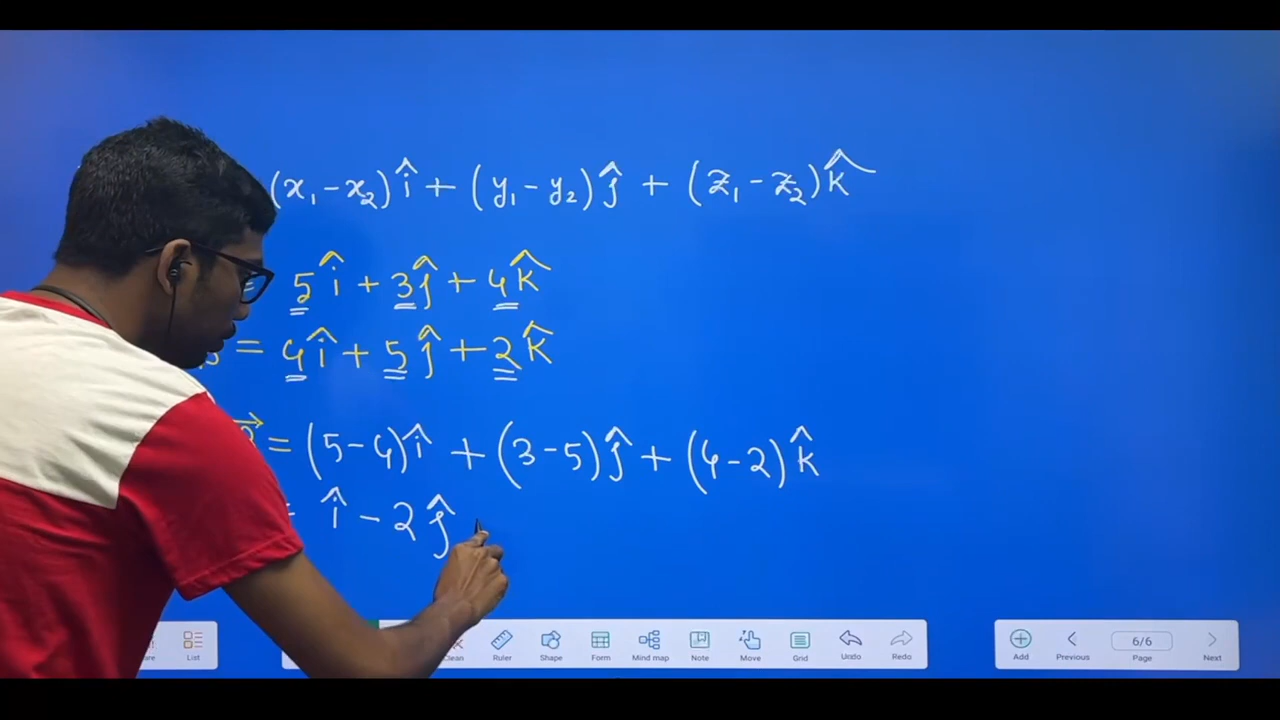 (x₁ - x₂)î + (y₁ - y₂)ĵ + (z₁ - z₂)k̂
= 5î + 3ĵ + 4k̂
= 4î + 5ĵ + 2k̂
= (5-4)î + (3-5)ĵ + (4-2)k̂
= î - 2ĵ
List
Ruler
Shape
Form
Mind map
Note
Move
Grid
Undo
Redo
Add
Previous
6/6
Page
Next